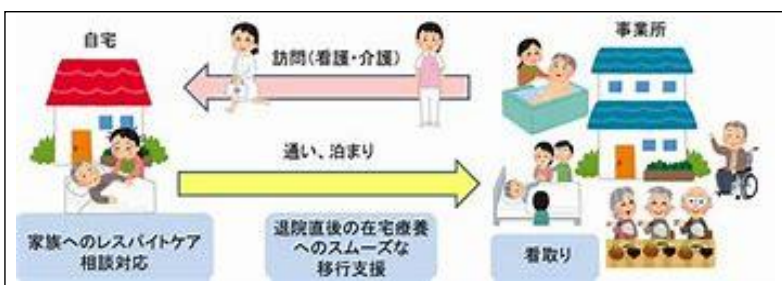 自宅
訪問(看護・介護)
事業所
通い、泊まり
家族へのレスパイトケア
相談対応
退院直後の在宅療養
へのスムーズな
移行支援
看取り